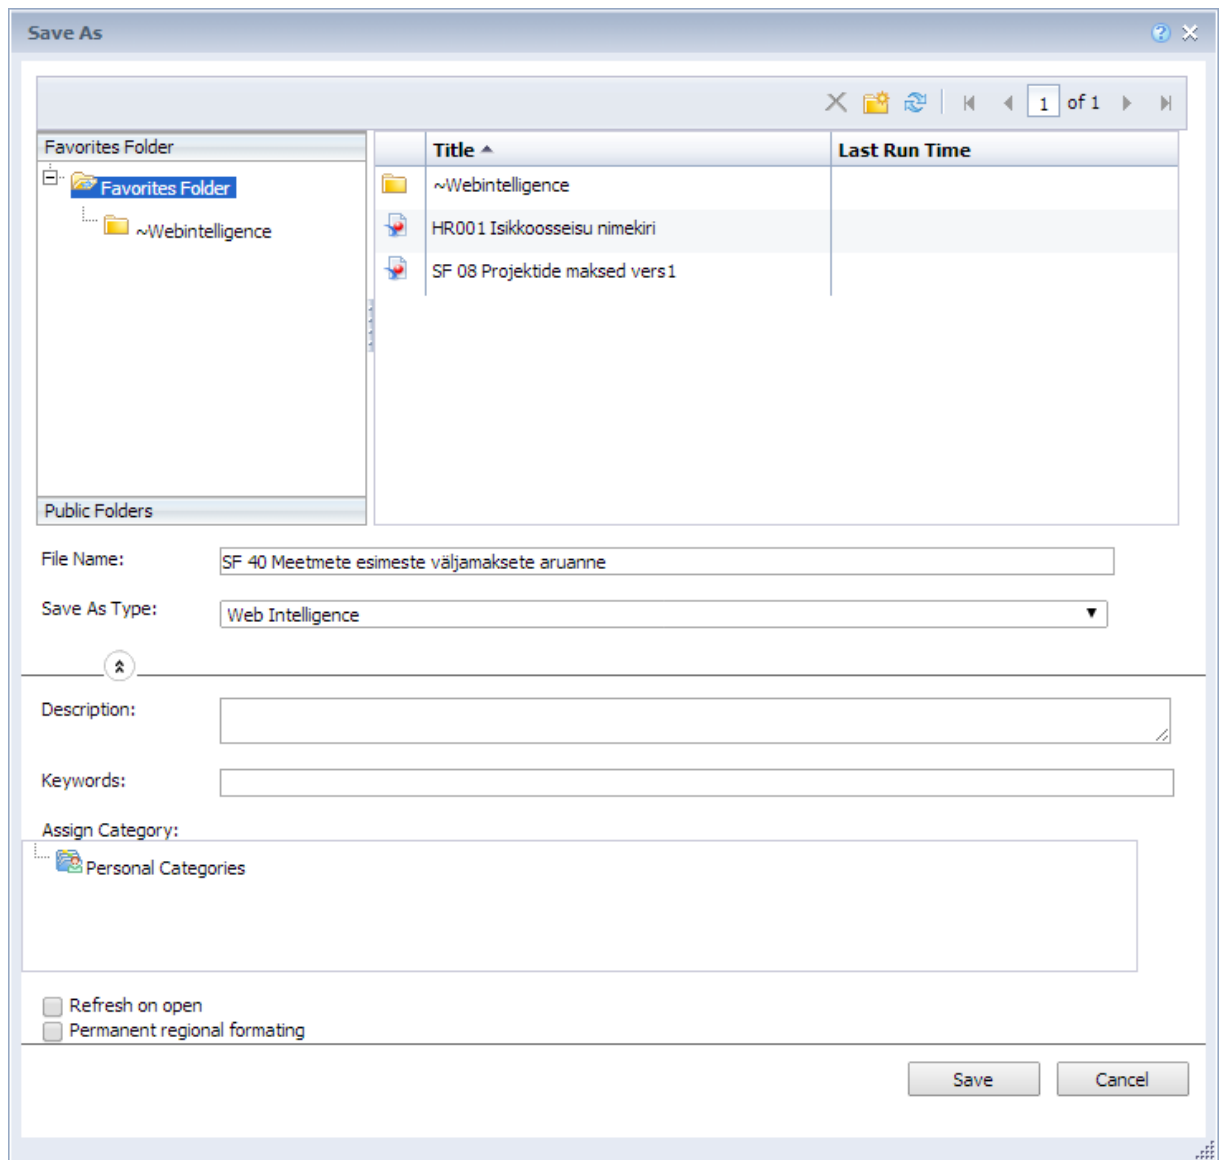 Save As
1 of 1
Favorites Folder
Title
Last Run Time
Favorites Folder
~Webintelligence
~Webintelligence
HR001 Isikkoosseisu nimekiri
SF 08 Projektide maksed vers1
Public Folders
File Name:
SF 40 Meetmete esimeste väljamaksete aruanne
Save As Type:
Web Intelligence
Description:
Keywords:
Assign Category:
Personal Categories
Refresh on open
Permanent regional formating
Save
Cancel